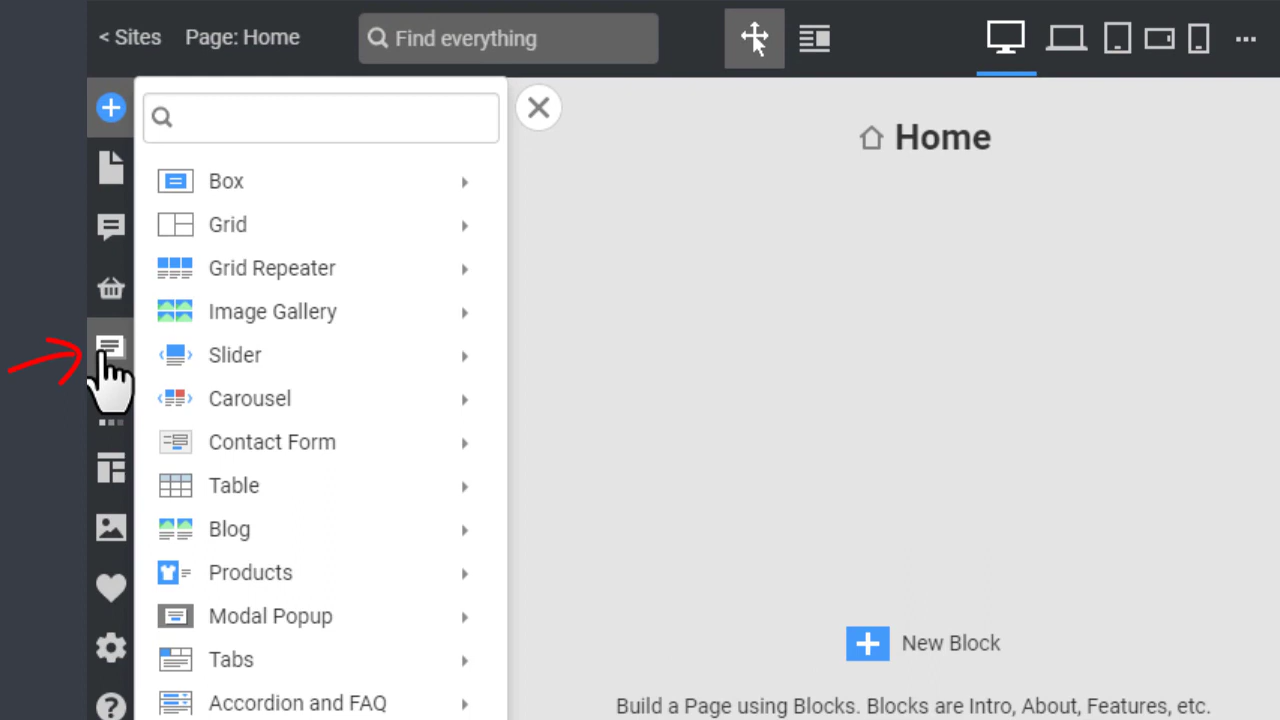 < Sites
Page: Home
Find everything
Home
Box
Grid
Grid Repeater
Image Gallery
Slider
Carousel
Contact Form
Table
Blog
Products
Modal Popup
Tabs
Accordion and FAQ
New Block
Build a Page using Blocks. Blocks are Intro, About, Features, etc.